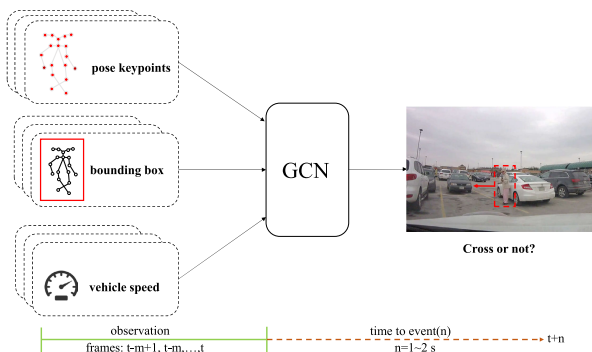 pose keypoints
bounding box
GCN
vehicle speed
Cross or not?
observation
time to event(n)
t+n
frames: t-m+1, t-m,…,t
n=1~2 s